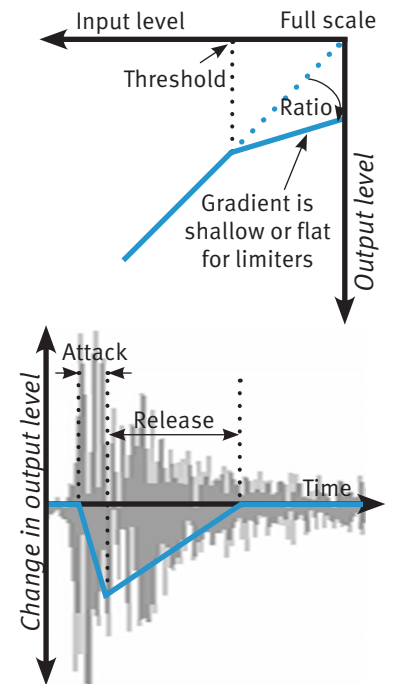 Input level
Full scale
Threshold
Ratio
Gradient is
shallow or flat
for limiters
Output level
Attack
Release
Time
Change in output level